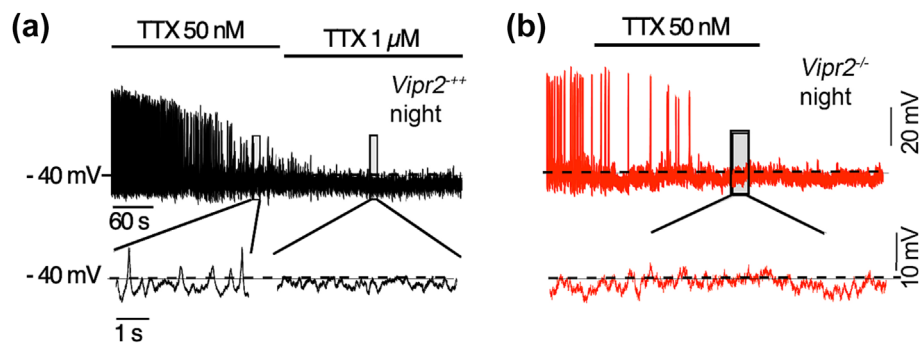 (a)
TTX 50 nM
TTX 1 µM
Vipr2-++
night
- 40 mV
60 s
- 40 mV
1 s
(b)
TTX 50 nM
Vipr2-/-
night
20 mV
10 mV